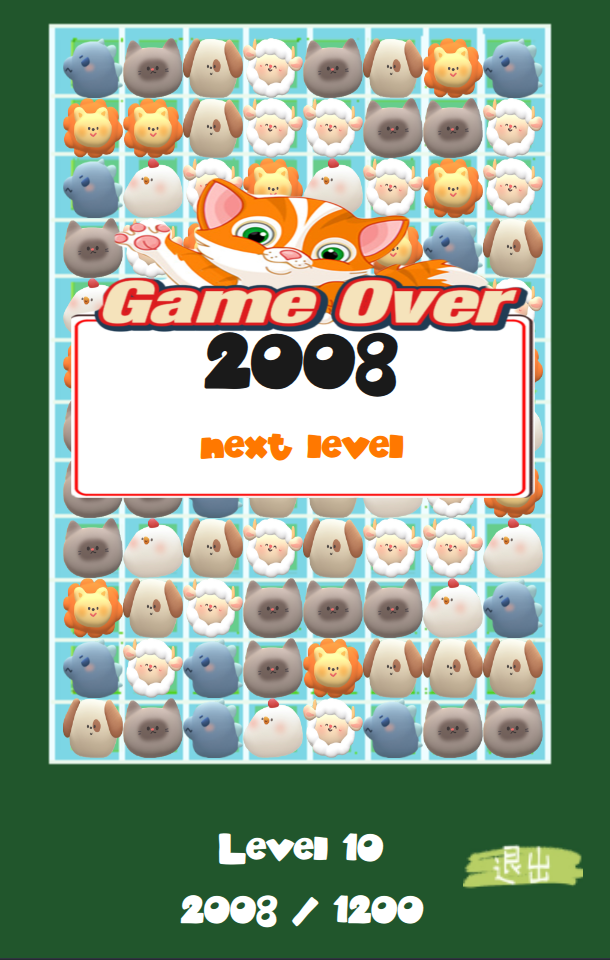 Game Over
2008
next level
Level 10
退出
2008 / 1200